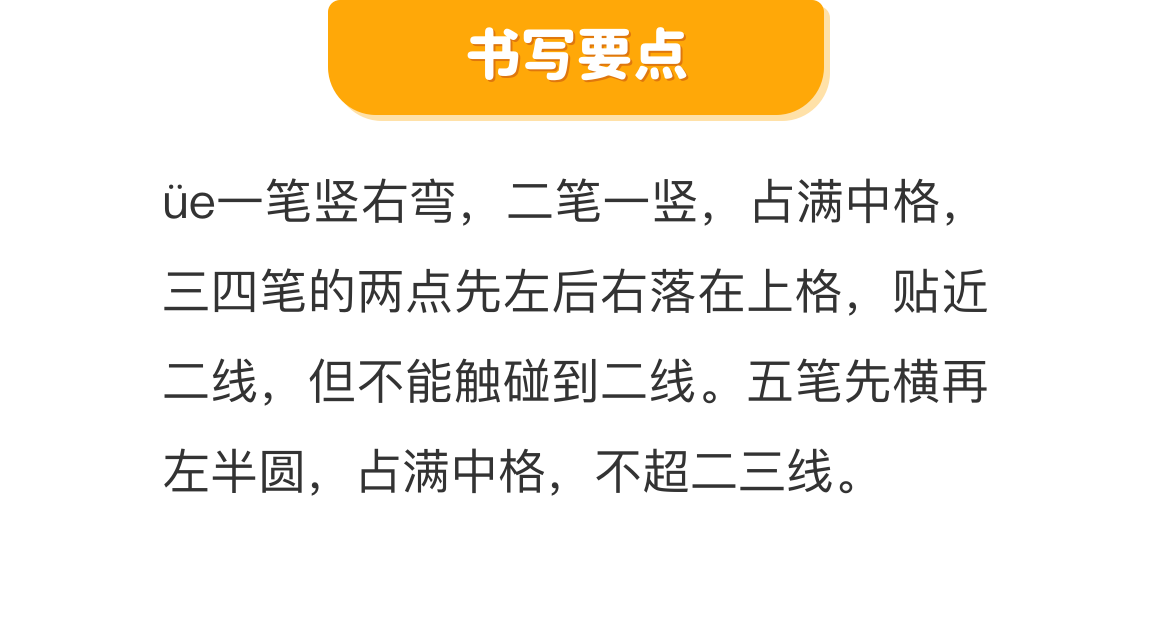 书写要点
üe一笔竖右弯，二笔一竖，占满中格，
三四笔的两点先左后右落在上格，贴近
二线，但不能触碰到二线。五笔先横再
左半圆，占满中格，不超二三线。